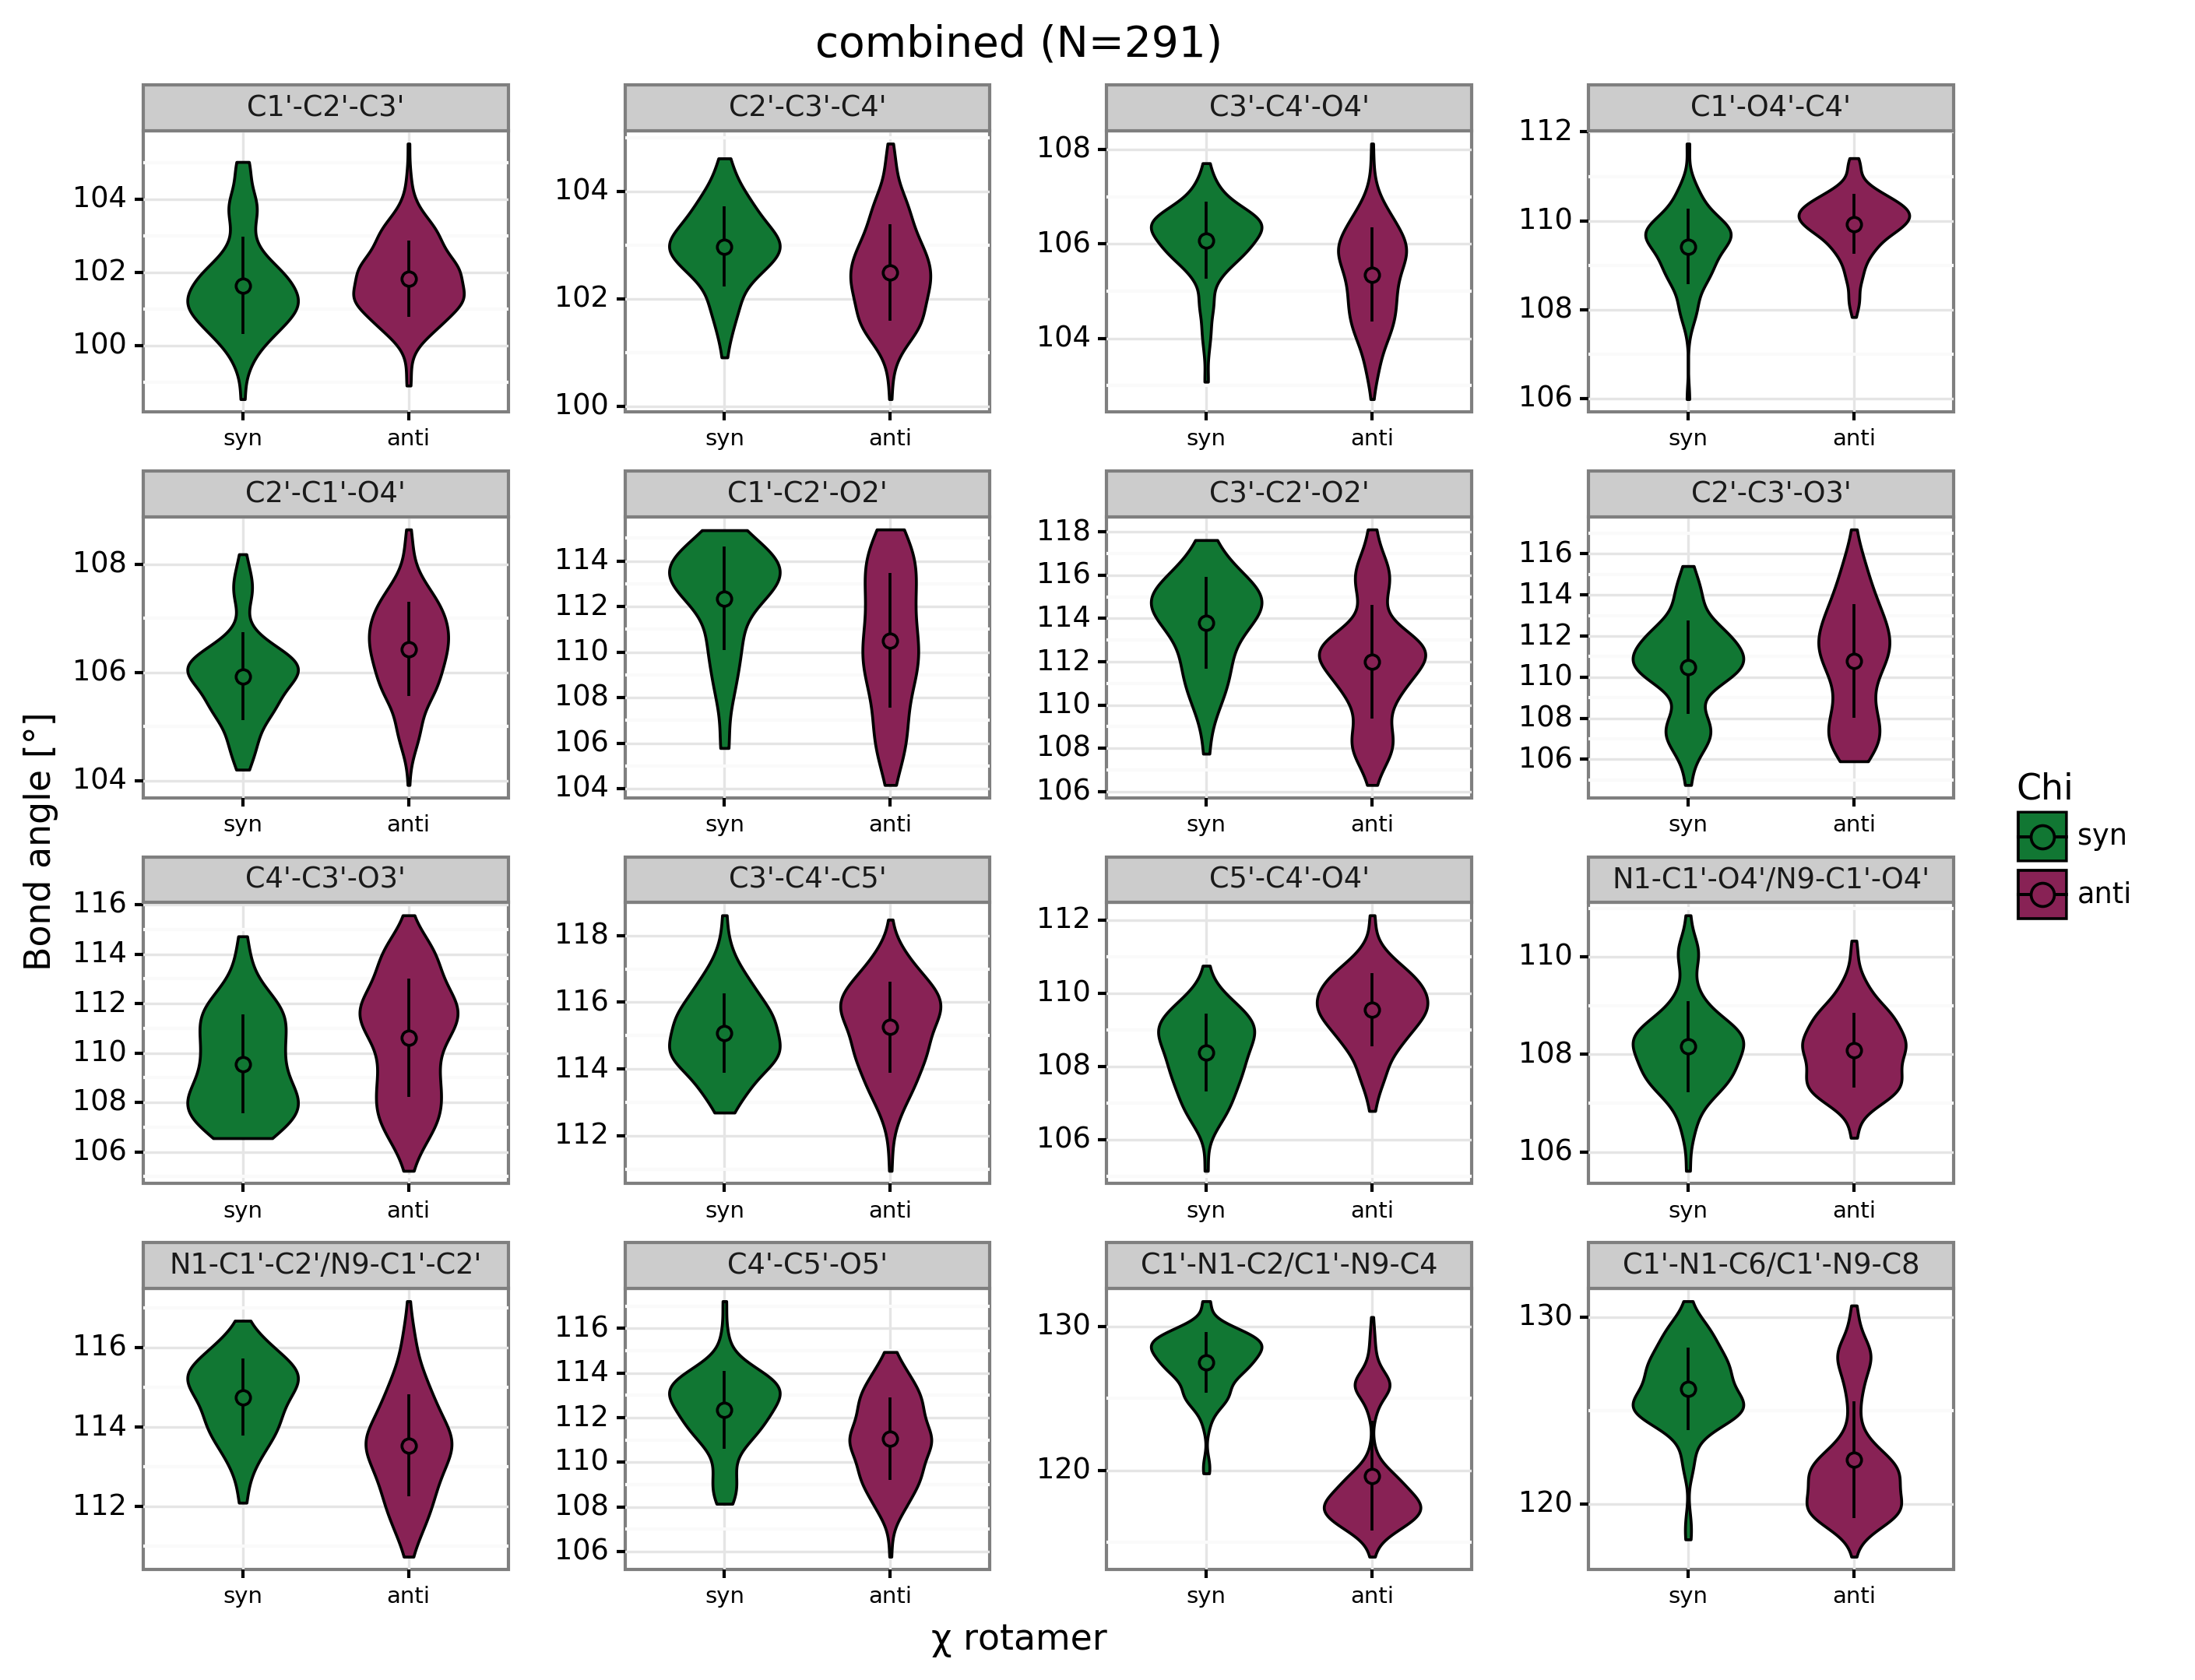 combined (N=291)
C1'-C2'-C3' C2'-C3'-C4' C3'-C4'-O4' C1'-O4'-C4'
104 102 100
104 102 100
108 106 104
112 110 108 106
syn anti syn anti syn anti syn anti
C2'-C1'-O4' C1'-C2'-O2' C3'-C2'-O2' C2'-C3'-O3'
108 106 104
114 112 110 108 106 104
118 116 114 112 110 108 106
116 114 112 110 108 106
syn anti syn anti syn anti syn anti
C4'-C3'-O3' C3'-C4'-C5' C5'-C4'-O4' N1-C1'-O4'/N9-C1'-O4'
116 114 112 110 108 106
118 116 114 112
112 110 108 106
110 108 106
syn anti syn anti syn anti syn anti
N1-C1'-C2'/N9-C1'-C2' C4'-C5'-O5' C1'-N1-C2/C1'-N9-C4 C1'-N1-C6/C1'-N9-C8
116 114 112
116 114 112 110 108 106
130 120
130 120
syn anti syn anti syn anti syn anti
Bond angle [°]
χ rotamer
Chi
syn
anti